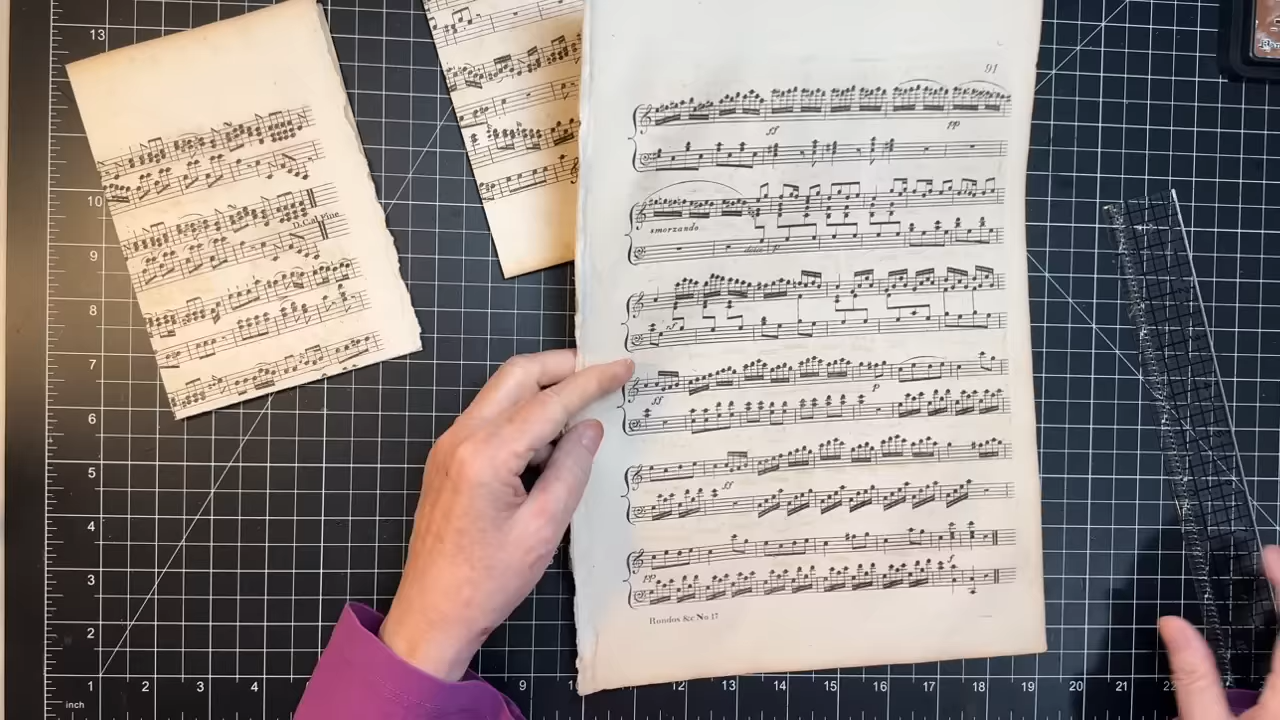 91
ff
pp
smorzando
p
ff
p
ff
pp
f
Rondos &c No 17
D.C. al Fine
13
10
9
8
7
6
5
4
3
2
1 2 3 4 9 12 13 14 15 16 17 18 19 20 21 22
inch